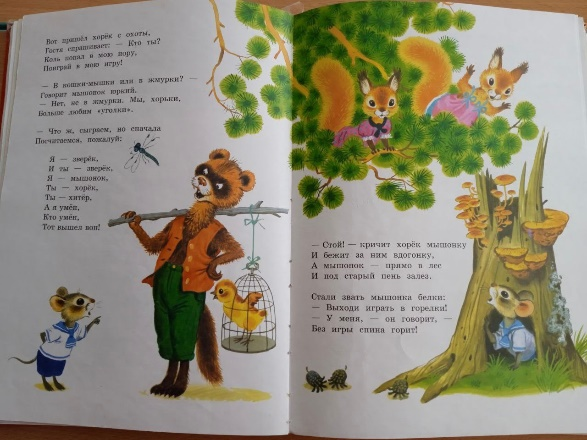 Вот пришёл хорёк с охоты,
Гостя спрашивает: — Кто ты?
Коль попал в мою нору,
Поиграй в мою игру!
— В кошки-мышки или в жмурки? —
Говорит мышонок юркий.
— Нет, не в жмурки. Мы, хорьки,
Больше любим «уголки».
— Что ж, сыграем, но сначала
Посчитаемся, пожалуй:
Я — зверёк,
И ты — зверёк,
Я — мышонок,
Ты — хорёк,
Ты — хитёр,
А я умён,
Кто умён,
Тот вышел вон!
— Стой! — кричит хорёк мышонку
И бежит за ним вдогонку,
А мышонок — прямо в лес
И под старый пень залез.
Стали звать мышонка белки:
— Выходи играть в горелки!
— У меня, — он говорит, —
Без игры спина горит!